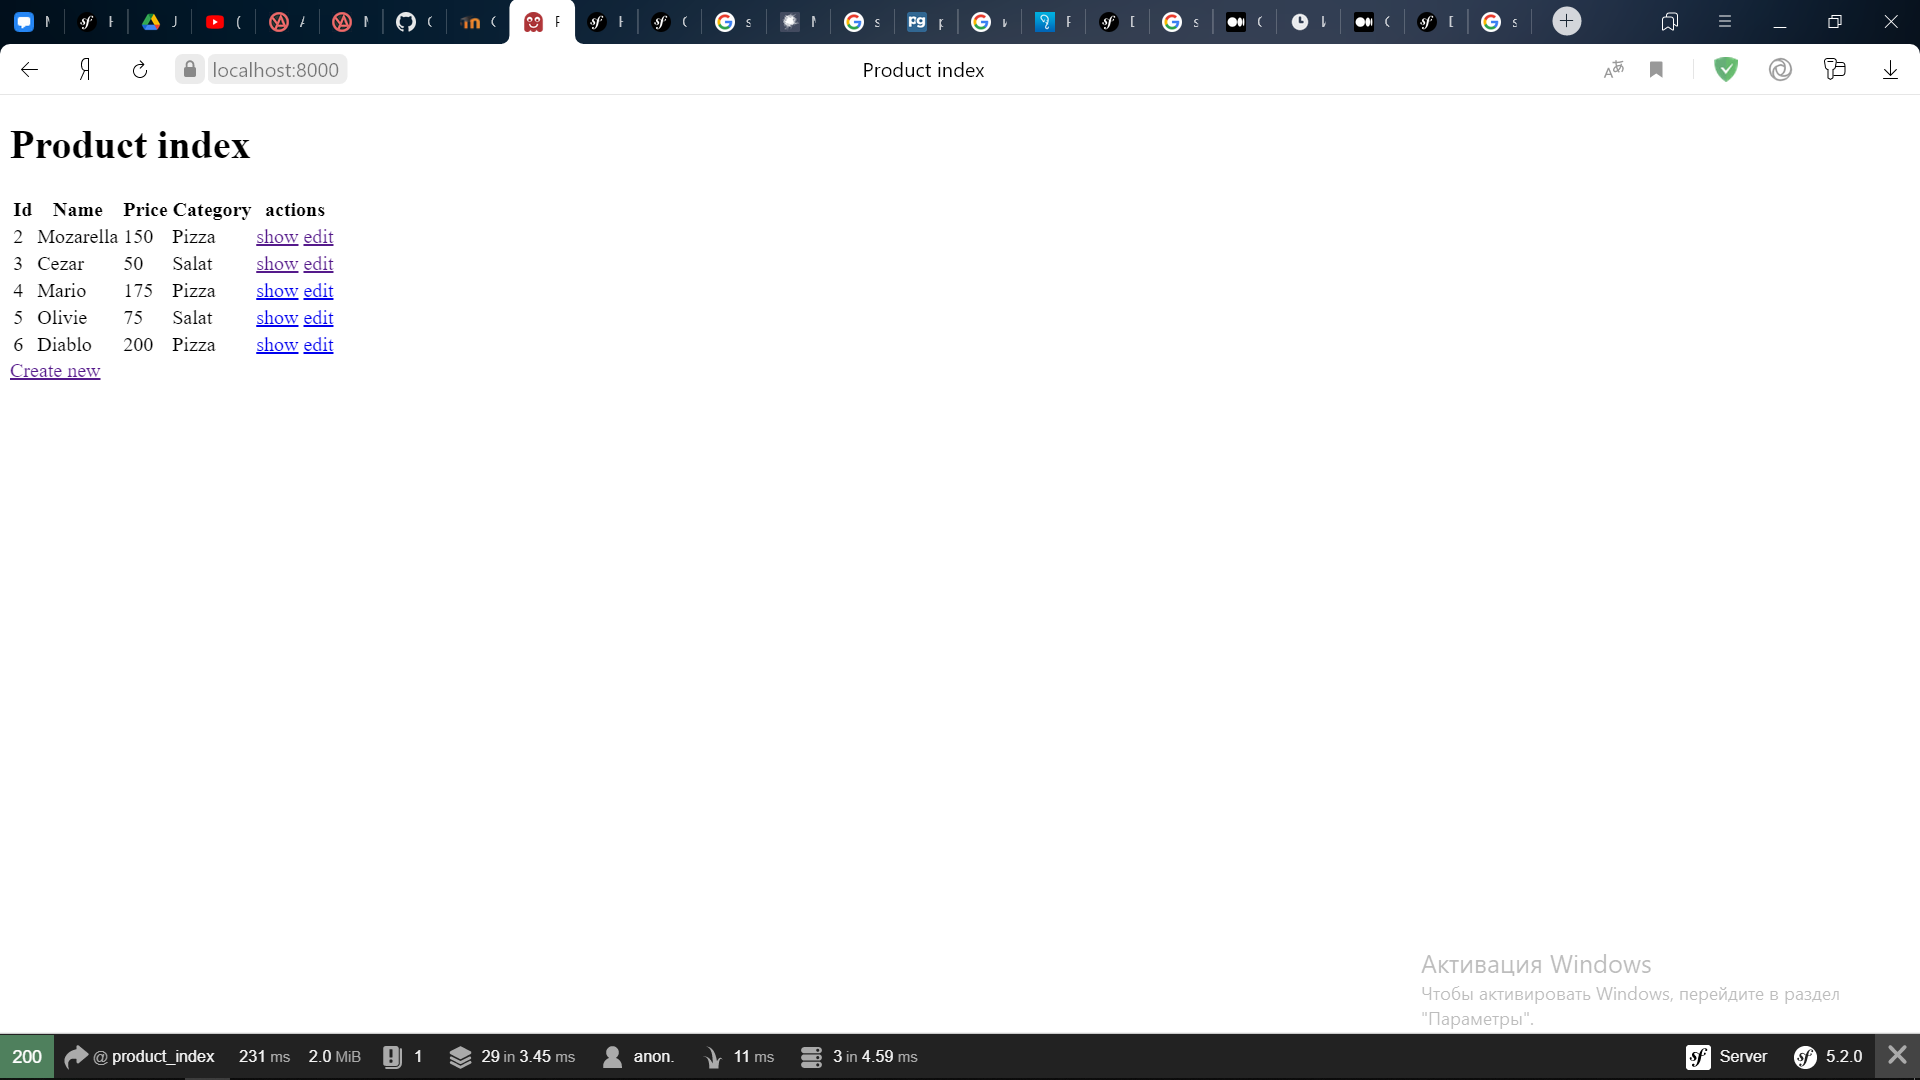 localhost:8000
Product index
Product index
Id Name Price Category actions
2 Mozarella 150 Pizza show edit
3 Cezar 50 Salat show edit
4 Mario 175 Pizza show edit
5 Olivie 75 Salat show edit
6 Diablo 200 Pizza show edit
Create new
Активация Windows
Чтобы активировать Windows, перейдите в раздел
"Параметры".
200 @ product_index 231 ms 2.0 MiB 1 29 in 3.45 ms anon. 11 ms 3 in 4.59 ms Server 5.2.0